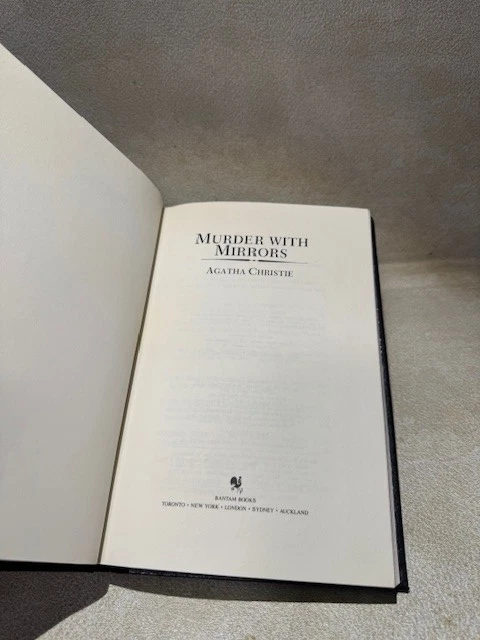 MURDER WITH
MIRRORS
AGATHA CHRISTIE
BANTAM BOOKS
TORONTO • NEW YORK • LONDON • SYDNEY • AUCKLAND